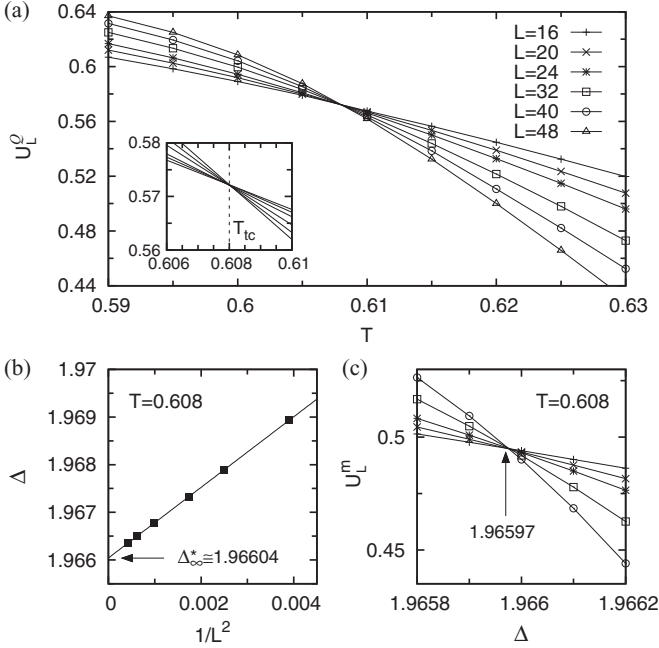 (a)
0.64
0.6
0.56
0.52
0.48
0.44
U_L^Q
L=16
L=20
L=24
L=32
L=40
L=48
0.58
0.57
0.56
0.606 0.608 0.61
T_tc
0.59 0.6 0.61 0.62 0.63
T
(b)
1.97
1.969
1.968
1.967
1.966
Δ
T=0.608
Δ*_∞≅1.96604
0 0.002 0.004
1/L²
(c)
T=0.608
0.5
0.45
U_L^m
1.96597
1.9658 1.966 1.9662
Δ